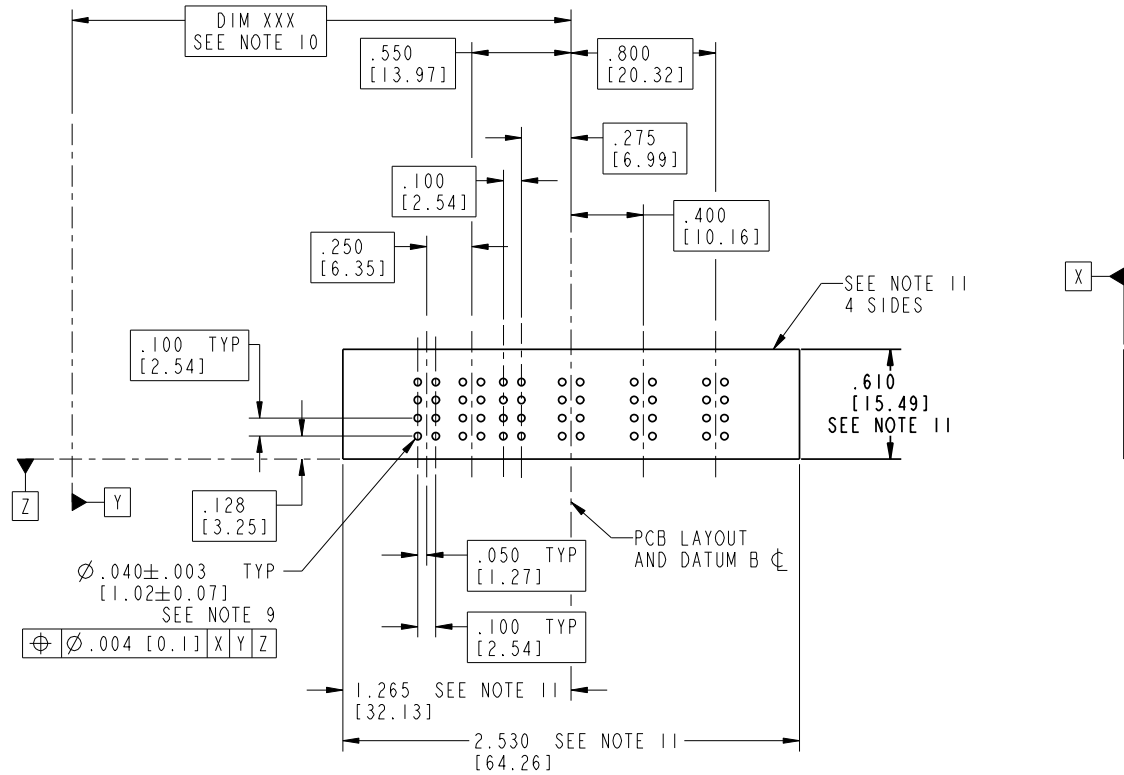 DIM XXX
SEE NOTE 10
.550
[13.97]
.800
[20.32]
.275
[6.99]
.100
[2.54]
.400
[10.16]
.250
[6.35]
X
SEE NOTE 11
4 SIDES
.100 TYP
[2.54]
.610
[15.49]
SEE NOTE 11
Z
Y
.128
[3.25]
PCB LAYOUT
AND DATUM B ℄
.050 TYP
[1.27]
Ø.040±.003 TYP
[1.02±0.07]
SEE NOTE 9
⌖ Ø.004 [0.1] X Y Z
.100 TYP
[2.54]
1.265 SEE NOTE 11
[32.13]
2.530 SEE NOTE 11
[64.26]